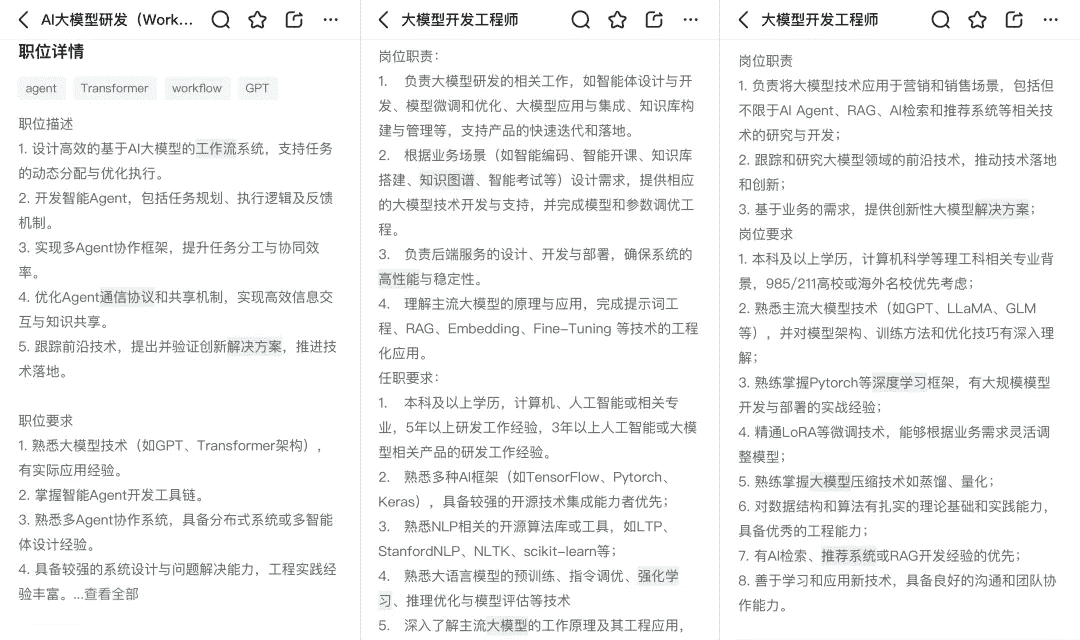 AI大模型研发（Work...
职位详情
agent
Transformer
workflow
GPT
职位描述
1. 设计高效的基于AI大模型的工作流系统，支持任务
的动态分配与优化执行。
2. 开发智能Agent，包括任务规划、执行逻辑及反馈
机制。
3. 实现多Agent协作框架，提升任务分工与协同效
率。
4. 优化Agent通信协议和共享机制，实现高效信息交
互与知识共享。
5. 跟踪前沿技术，提出并验证创新解决方案，推进技
术落地。
职位要求
1. 熟悉大模型技术（如GPT、Transformer架构），
有实际应用经验。
2. 掌握智能Agent开发工具链。
3. 熟悉多Agent协作系统，具备分布式系统或多智能
体设计经验。
4. 具备较强的系统设计与问题解决能力，工程实践经
验丰富。...查看全部
大模型开发工程师
岗位职责：
1. 负责大模型研发的相关工作，如智能体设计与开
发、模型微调和优化、大模型应用与集成、知识库构
建与管理等，支持产品的快速迭代和落地。
2. 根据业务场景（如智能编码、智能开课、知识库
搭建、知识图谱、智能考试等）设计需求，提供相应
的大模型技术开发与支持，并完成模型和参数调优工
程。
3. 负责后端服务的设计、开发与部署，确保系统的
高性能与稳定性。
4. 理解主流大模型的原理与应用，完成提示词工
程、RAG、Embedding、Fine-Tuning 等技术的工程
化应用。
任职要求：
1. 本科及以上学历，计算机、人工智能或相关专
业，5年以上研发工作经验，3年以上人工智能或大模
型相关产品的研发工作经验。
2. 熟悉多种AI框架（如TensorFlow、Pytorch、
Keras），具备较强的开源技术集成能力者优先；
3. 熟悉NLP相关的开源算法库或工具，如LTP、
StanfordNLP、NLTK、scikit-learn等；
4. 熟悉大语言模型的预训练、指令调优、强化学
习、推理优化与模型评估等技术
5. 深入了解主流大模型的工作原理及其工程应用，
大模型开发工程师
岗位职责
1. 负责将大模型技术应用于营销和销售场景，包括但
不限于AI Agent、RAG、AI检索和推荐系统等相关技
术的研究与开发；
2. 跟踪和研究大模型领域的前沿技术，推动技术落地
和创新；
3. 基于业务的需求，提供创新性大模型解决方案；
岗位要求
1. 本科及以上学历，计算机科学等理工科相关专业背
景，985/211高校或海外名校优先考虑；
2. 熟悉主流大模型技术（如GPT、LLaMA、GLM
等），并对模型架构、训练方法和优化技巧有深入理
解；
3. 熟练掌握Pytorch等深度学习框架，有大规模模型
开发与部署的实战经验；
4. 精通LoRA等微调技术，能够根据业务需求灵活调
整模型；
5. 熟练掌握大模型压缩技术如蒸馏、量化；
6. 对数据结构和算法有扎实的理论基础和实践能力，
具备优秀的工程能力；
7. 有AI检索、推荐系统或RAG开发经验的优先；
8. 善于学习和应用新技术，具备良好的沟通和团队协
作能力。